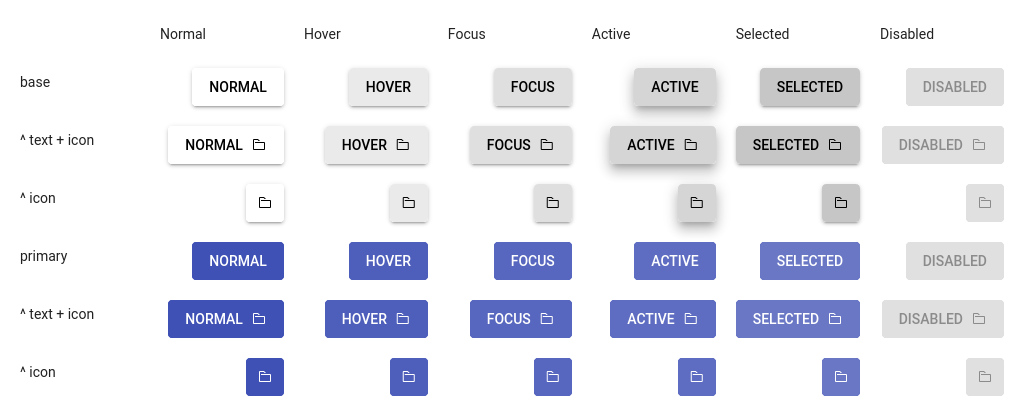 Normal Hover Focus Active Selected Disabled
base NORMAL HOVER FOCUS ACTIVE SELECTED DISABLED
^ text + icon NORMAL HOVER FOCUS ACTIVE SELECTED DISABLED
^ icon
primary NORMAL HOVER FOCUS ACTIVE SELECTED DISABLED
^ text + icon NORMAL HOVER FOCUS ACTIVE SELECTED DISABLED
^ icon